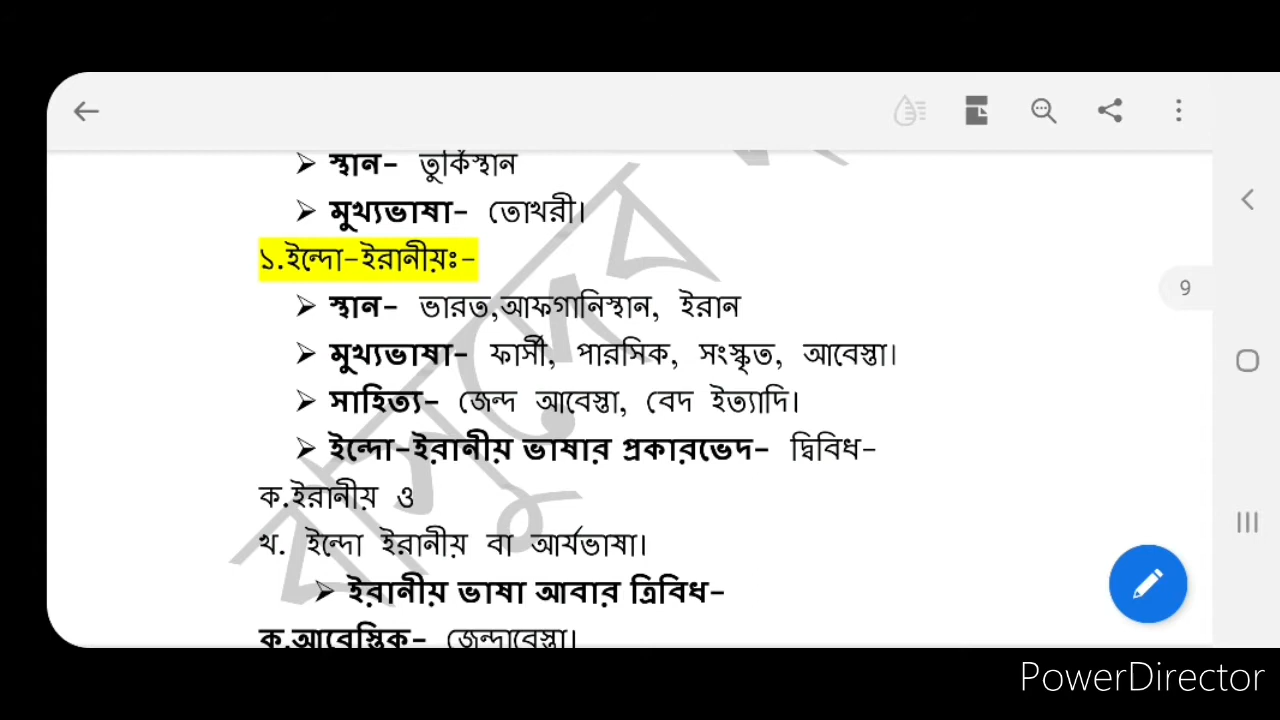 ➢ স্থান- তুর্কিস্থান
➢ মুখ্যভাষা- তোখরী।
১.ইন্দো-ইরানীয়ঃ-
➢ স্থান- ভারত,আফগানিস্থান, ইরান
9
➢ মুখ্যভাষা- ফার্সী, পারসিক, সংস্কৃত, আবেস্তা।
➢ সাহিত্য- জেন্দ আবেস্তা, বেদ ইত্যাদি।
➢ ইন্দো-ইরানীয় ভাষার প্রকারভেদ- দ্বিবিধ-
ক.ইরানীয় ও
খ. ইন্দো ইরানীয় বা আর্যভাষা।
➢ ইরানীয় ভাষা আবার ত্রিবিধ-
ক.আবেস্তিক- জেন্দাবেস্তা।
বাসুদেব
PowerDirector